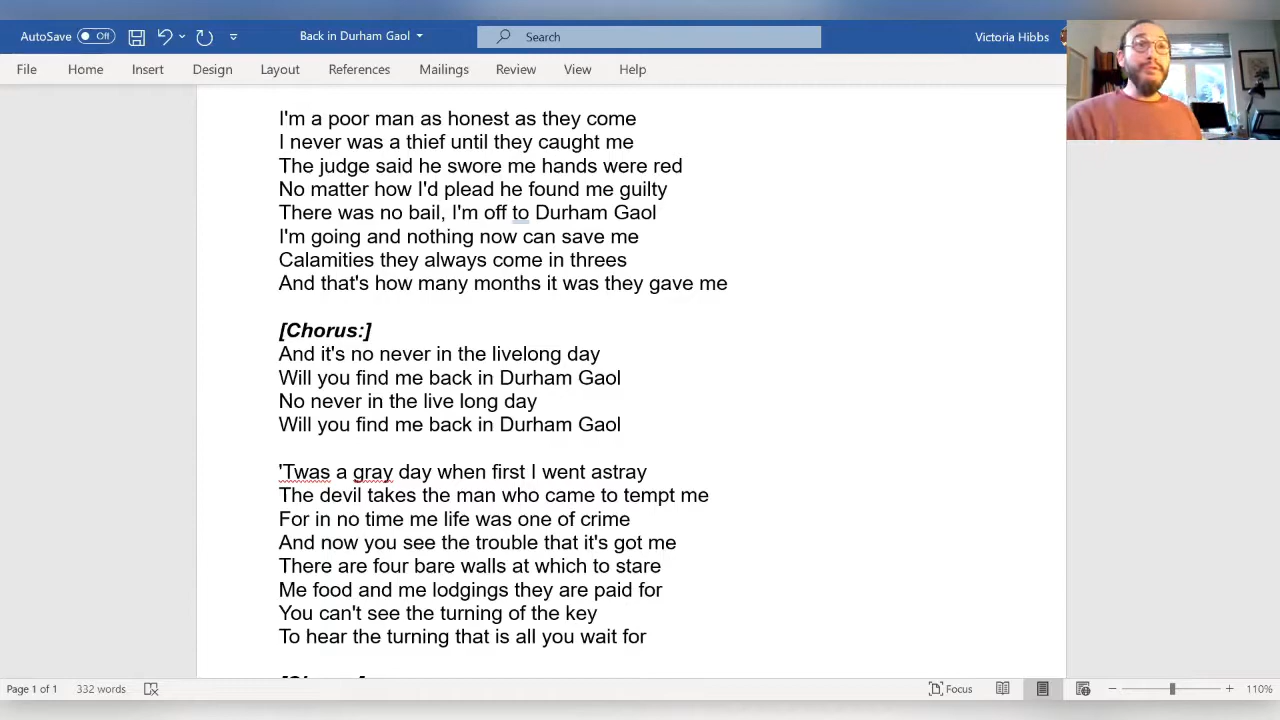 AutoSave Off Back in Durham Gaol Search Victoria Hibbs
File Home Insert Design Layout References Mailings Review View Help
I'm a poor man as honest as they come
I never was a thief until they caught me
The judge said he swore me hands were red
No matter how I'd plead he found me guilty
There was no bail, I'm off to Durham Gaol
I'm going and nothing now can save me
Calamities they always come in threes
And that's how many months it was they gave me
[Chorus:]
And it's no never in the livelong day
Will you find me back in Durham Gaol
No never in the live long day
Will you find me back in Durham Gaol
'Twas a gray day when first I went astray
The devil takes the man who came to tempt me
For in no time me life was one of crime
And now you see the trouble that it's got me
There are four bare walls at which to stare
Me food and me lodgings they are paid for
You can't see the turning of the key
To hear the turning that is all you wait for
Page 1 of 1 332 words Focus 110%